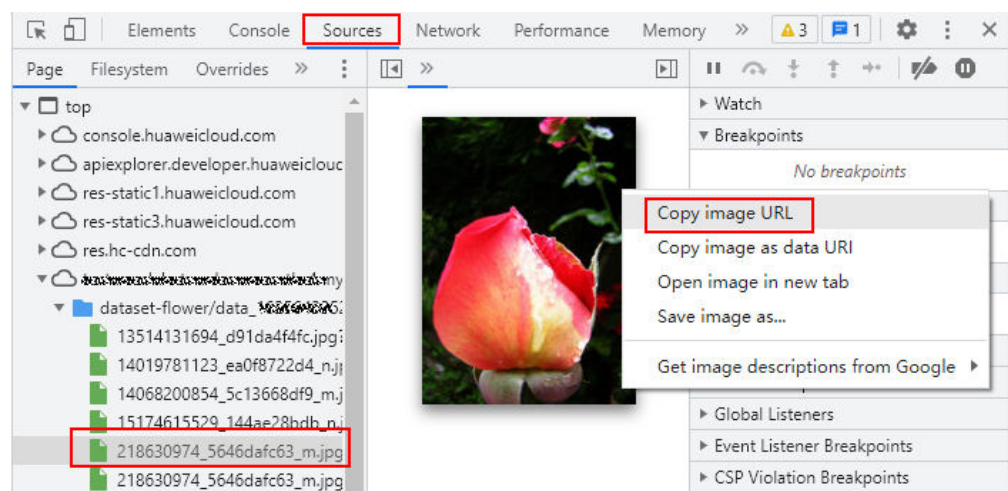 Elements Console Sources Network Performance Memory » 3 1
Page Filesystem Overrides » »
top
console.huaweicloud.com
apiexplorer.developer.huaweiclouc
res-static1.huaweicloud.com
res-static3.huaweicloud.com
res.hc-cdn.com
my
dataset-flower/data_
13514131694_d91da4f4fc.jpg?
14019781123_ea0f8722d4_n.j
14068200854_5c13668df9_m.j
15174615529_144ae28bdb_n.j
218630974_5646dafc63_m.jpg
218630974_5646dafc63_m.jpg
Watch
Breakpoints
No breakpoints
Copy image URL
Copy image as data URI
Open image in new tab
Save image as...
Get image descriptions from Google
Global Listeners
Event Listener Breakpoints
CSP Violation Breakpoints